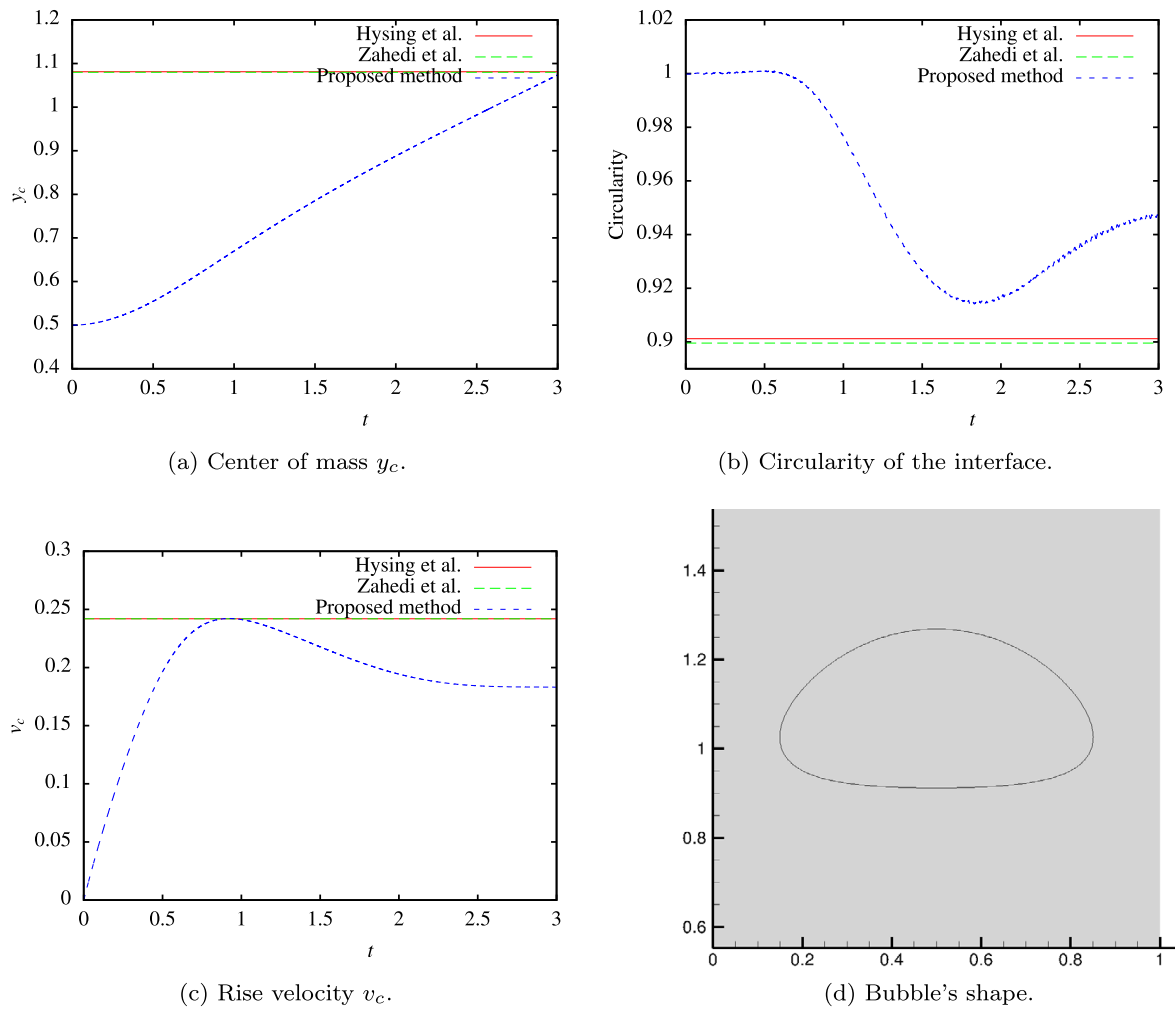 1.2
1.1
1
0.9
0.8
0.7
0.6
0.5
0.4
y_c
Hysing et al.
Zahedi et al.
Proposed method
0 0.5 1 1.5 2 2.5 3
t
(a) Center of mass y_c.
1.02
1
0.98
0.96
0.94
0.92
0.9
Circularity
Hysing et al.
Zahedi et al.
Proposed method
0 0.5 1 1.5 2 2.5 3
t
(b) Circularity of the interface.
0.3
0.25
0.2
0.15
0.1
0.05
0
v_c
Hysing et al.
Zahedi et al.
Proposed method
0 0.5 1 1.5 2 2.5 3
t
(c) Rise velocity v_c.
1.4
1.2
1
0.8
0.6
0 0.2 0.4 0.6 0.8 1
(d) Bubble's shape.